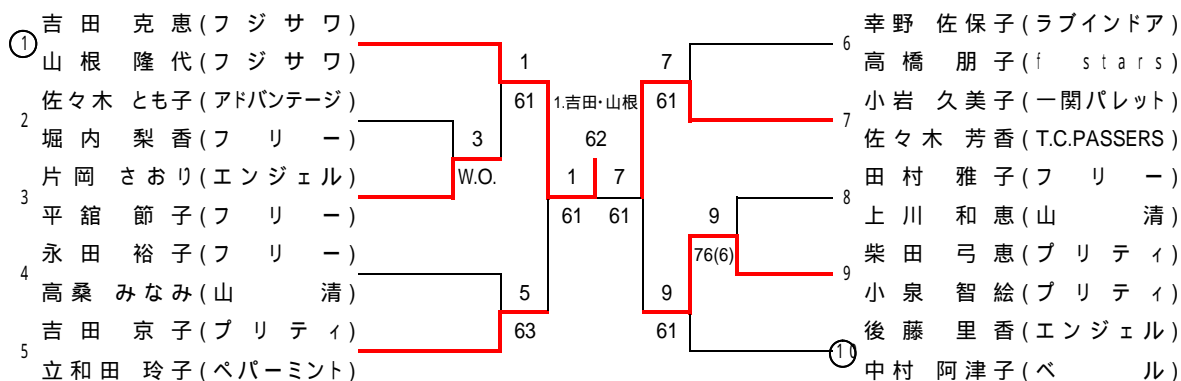 吉田 克恵(フジサワ)
① 山根 隆代(フジサワ)
佐々木 とも子(アドバンテージ)
2
堀内 梨香(フリー)
片岡 さおり(エンジェル)
3
平舘 節子(フリー)
永田 裕子(フリー)
4
高桑 みなみ(山清)
吉田 京子(プリティ)
5
立和田 玲子(ペパーミント)
1
61
3
W.O.
5
63
1.吉田・山根
62
1 7
61 61
7
61
9
76(6)
9
61
幸野 佐保子(ラブインドア)
6
高橋 朋子(f stars)
小岩 久美子(一関パレット)
7
佐々木 芳香(T.C.PASSERS)
田村 雅子(フリー)
8
上川 和恵(山清)
柴田 弓恵(プリティ)
9
小泉 智絵(プリティ)
後藤 里香(エンジェル)
⑩
中村 阿津子(ベル)